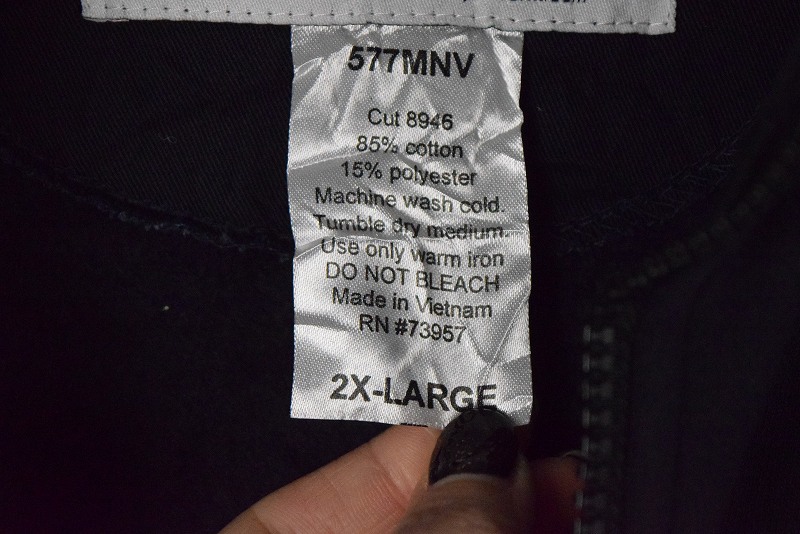 577MNV
Cut 8946
85% cotton
15% polyester
Machine wash cold.
Tumble dry medium.
Use only warm iron
DO NOT BLEACH
Made in Vietnam
RN #73957
2X-LARGE